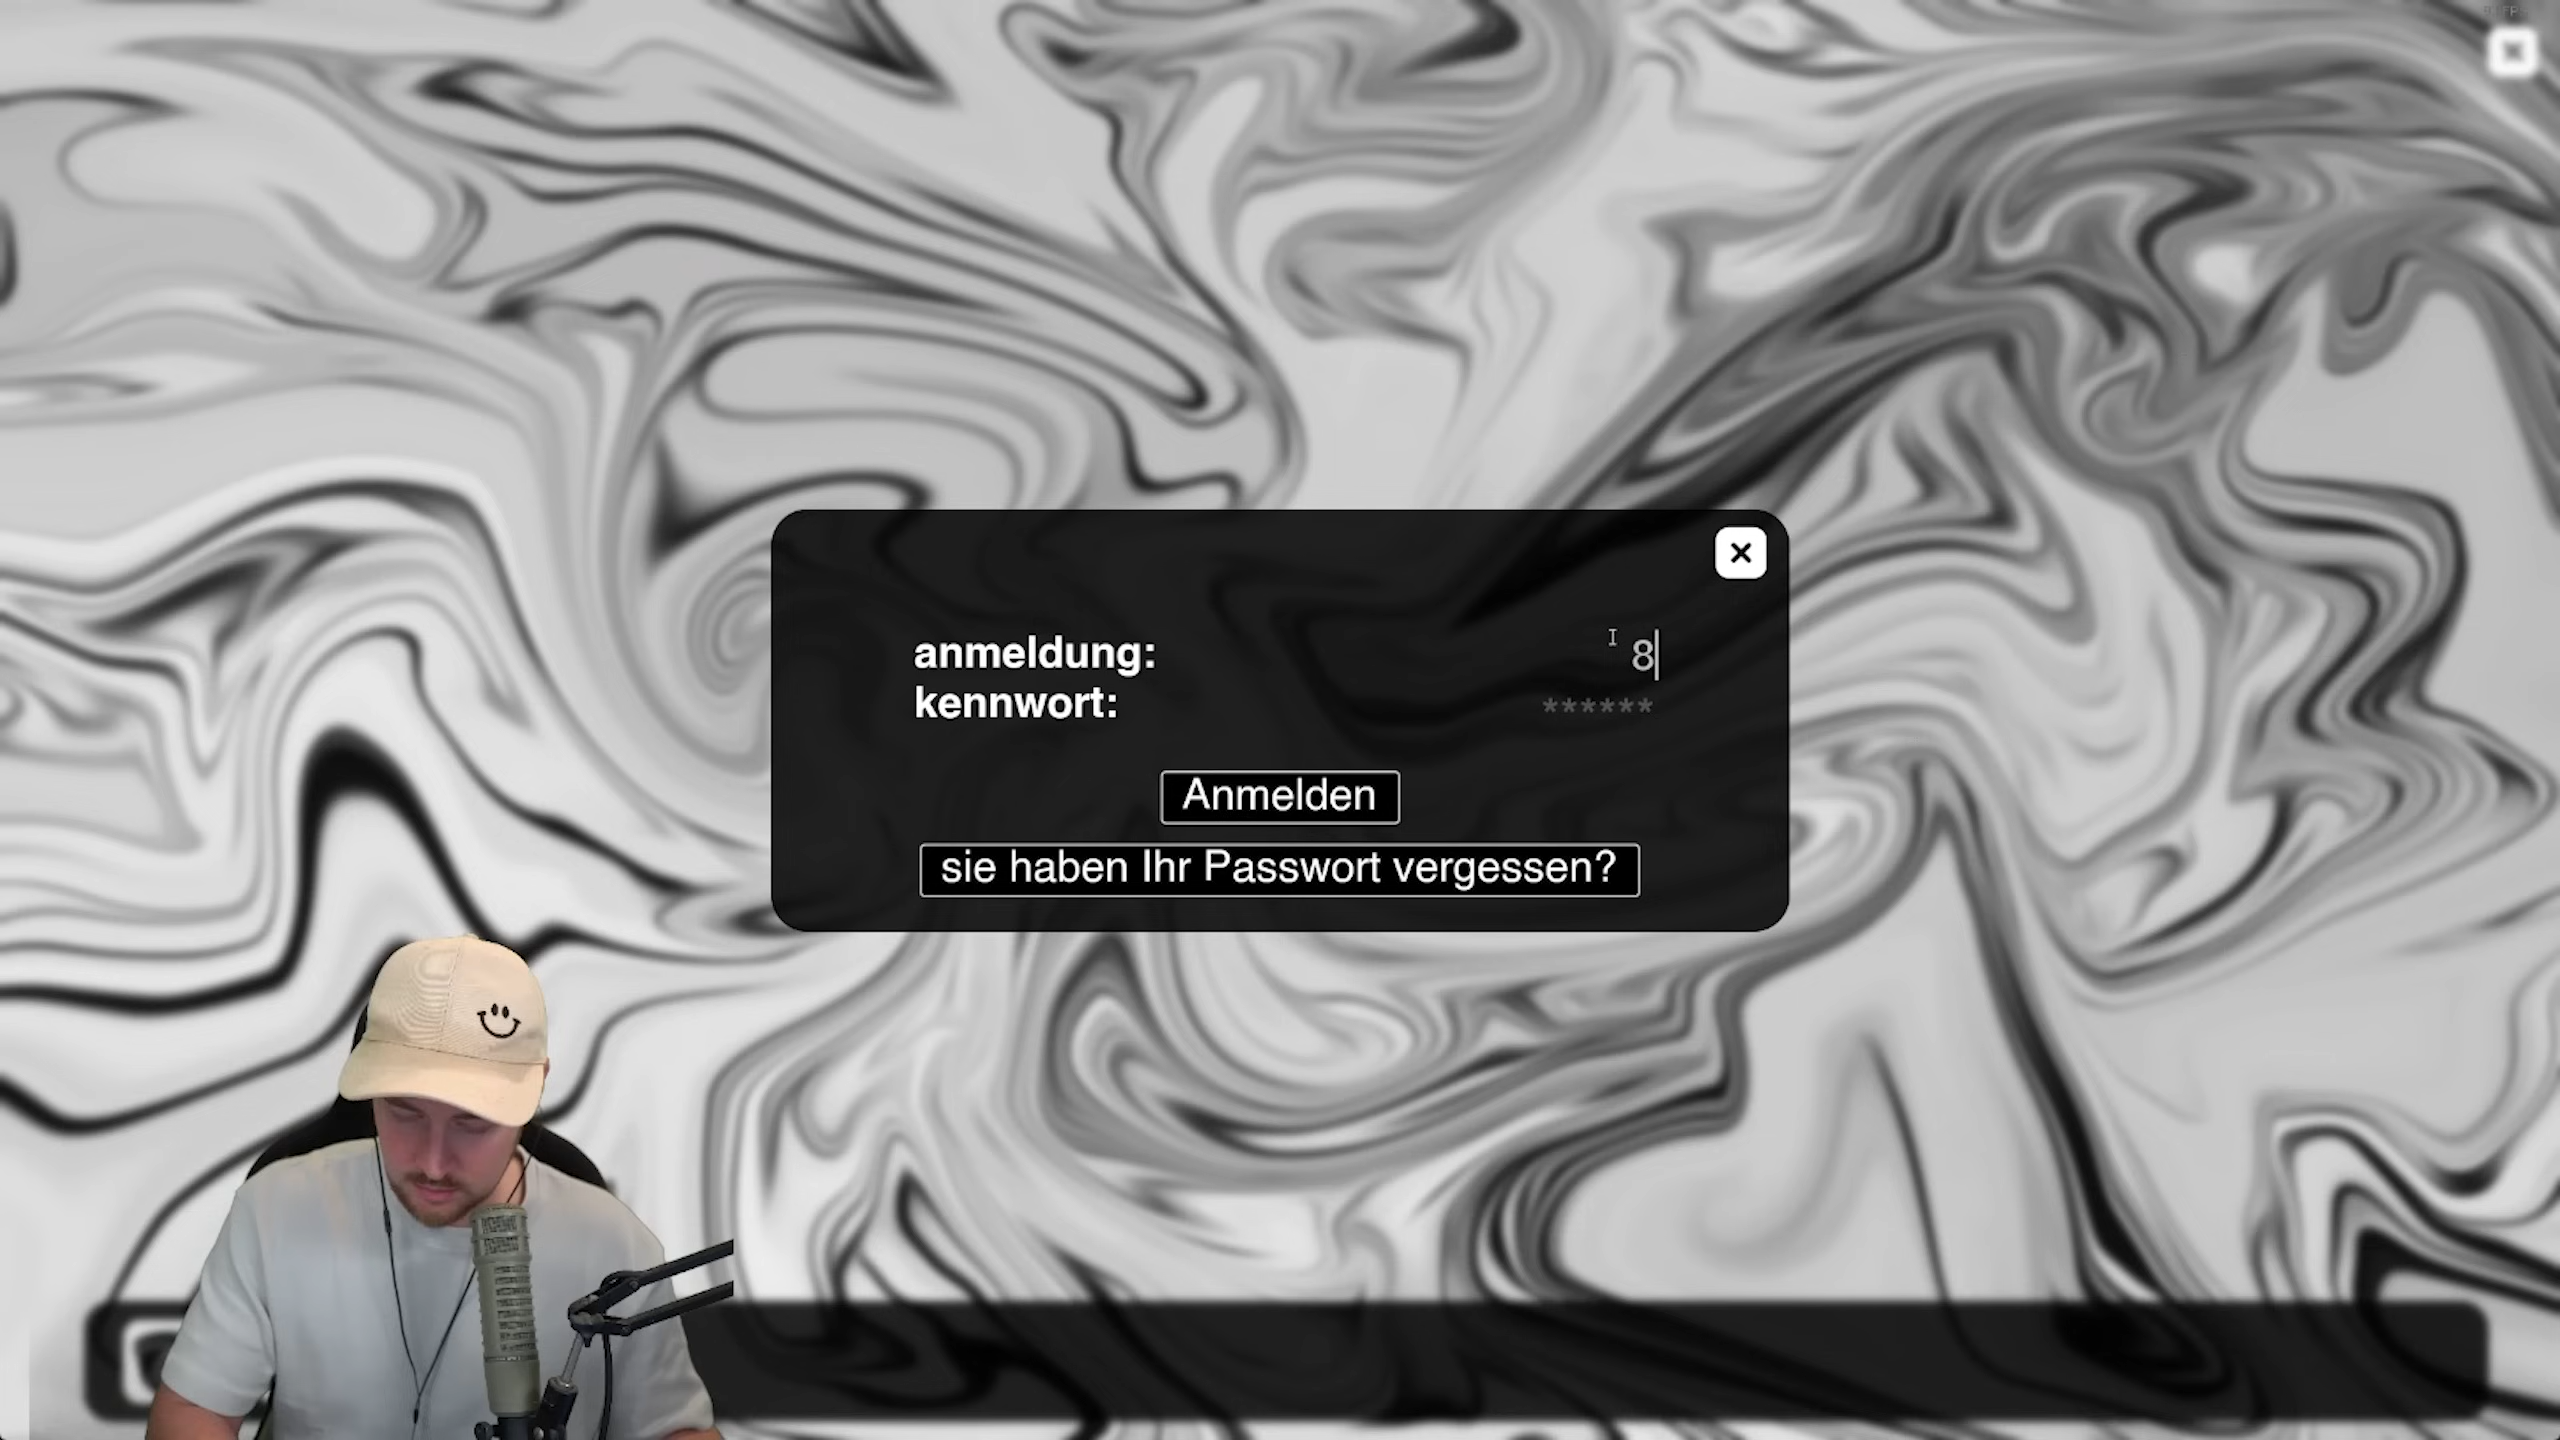 anmeldung: 8
kennwort: ******
Anmelden
sie haben Ihr Passwort vergessen?